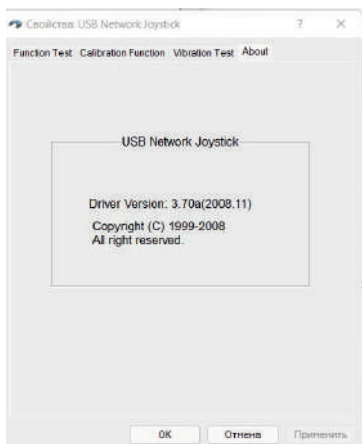 Свойства: USB Network Joystick ? ×
Function Test Calibration Function Vibration Test About
USB Network Joystick
Driver Version: 3.70a(2008.11)
Copyright (C) 1999-2008
All right reserved.
OK Отмена Применить